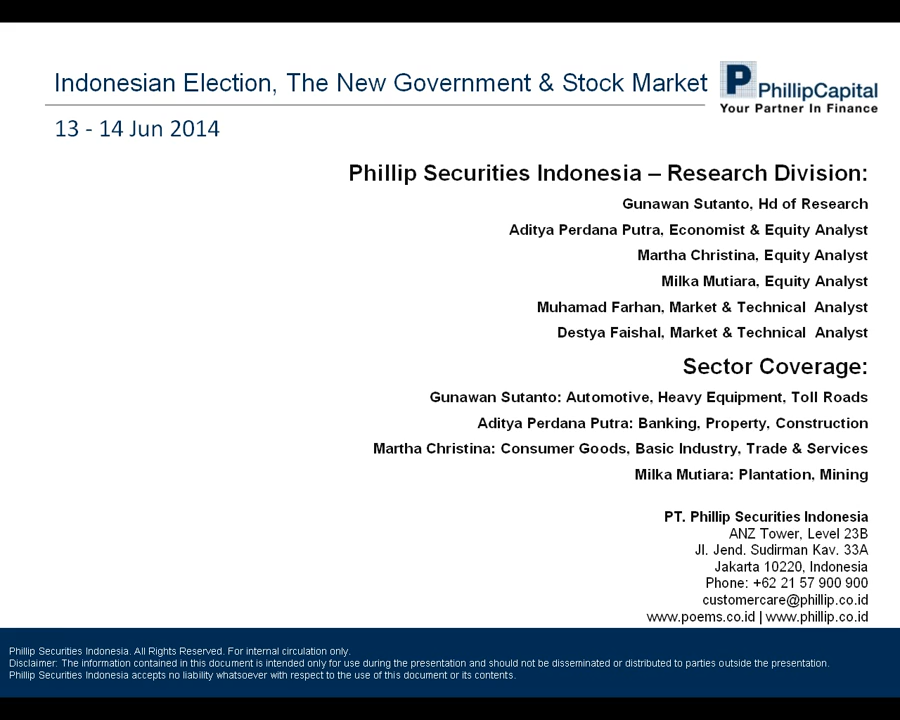 Indonesian Election, The New Government & Stock Market
P PhillipCapital
Your Partner In Finance
13 - 14 Jun 2014
Phillip Securities Indonesia – Research Division:
Gunawan Sutanto, Hd of Research
Aditya Perdana Putra, Economist & Equity Analyst
Martha Christina, Equity Analyst
Milka Mutiara, Equity Analyst
Muhamad Farhan, Market & Technical Analyst
Destya Faishal, Market & Technical Analyst
Sector Coverage:
Gunawan Sutanto: Automotive, Heavy Equipment, Toll Roads
Aditya Perdana Putra: Banking, Property, Construction
Martha Christina: Consumer Goods, Basic Industry, Trade & Services
Milka Mutiara: Plantation, Mining
PT. Phillip Securities Indonesia
ANZ Tower, Level 23B
Jl. Jend. Sudirman Kav. 33A
Jakarta 10220, Indonesia
Phone: +62 21 57 900 900
customercare@phillip.co.id
www.poems.co.id | www.phillip.co.id
Phillip Securities Indonesia. All Rights Reserved. For internal circulation only.
Disclaimer: The information contained in this document is intended only for use during the presentation and should not be disseminated or distributed to parties outside the presentation.
Phillip Securities Indonesia accepts no liability whatsoever with respect to the use of this document or its contents.